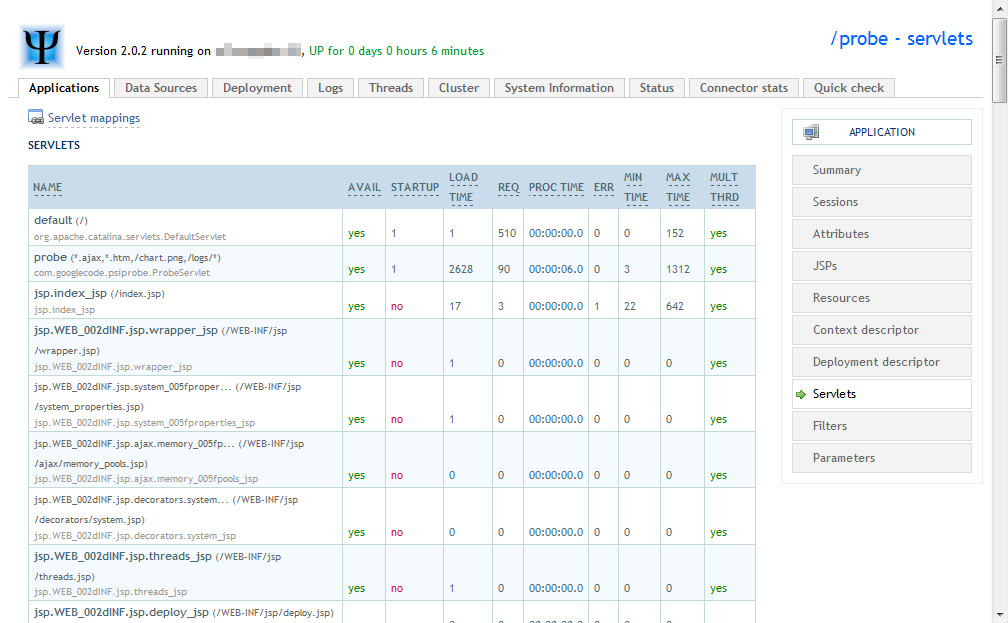 Ψ
Version 2.0.2 running on , UP for 0 days 0 hours 6 minutes
/probe - servlets
Applications Data Sources Deployment Logs Threads Cluster System Information Status Connector stats Quick check
Servlet mappings
SERVLETS
NAME AVAIL STARTUP LOAD TIME REQ PROC TIME ERR MIN TIME MAX TIME MULT THRD
default (/)
org.apache.catalina.servlets.DefaultServlet
yes 1 1 510 00:00:00.0 0 0 152 yes
probe (*.ajax,*.htm,/chart.png,/logs/*)
com.googlecode.psiprobe.ProbeServlet
yes 1 2628 90 00:00:06.0 0 3 1312 yes
jsp.index_jsp (/index.jsp)
jsp.index_jsp
yes no 17 3 00:00:00.0 1 22 642 yes
jsp.WEB_002dINF.jsp.wrapper_jsp (/WEB-INF/jsp
/wrapper.jsp)
jsp.WEB_002dINF.jsp.wrapper_jsp
yes no 1 0 00:00:00.0 0 0 0 yes
jsp.WEB_002dINF.jsp.system_005fproper... (/WEB-INF/jsp
/system_properties.jsp)
jsp.WEB_002dINF.jsp.system_005fproperties_jsp
yes no 1 0 00:00:00.0 0 0 0 yes
jsp.WEB_002dINF.jsp.ajax.memory_005fp... (/WEB-INF/jsp
/ajax/memory_pools.jsp)
jsp.WEB_002dINF.jsp.ajax.memory_005fpools_jsp
yes no 0 0 00:00:00.0 0 0 0 yes
jsp.WEB_002dINF.jsp.decorators.system... (/WEB-INF/jsp
/decorators/system.jsp)
jsp.WEB_002dINF.jsp.decorators.system_jsp
yes no 0 0 00:00:00.0 0 0 0 yes
jsp.WEB_002dINF.jsp.threads_jsp (/WEB-INF/jsp
/threads.jsp)
jsp.WEB_002dINF.jsp.threads_jsp
yes no 1 0 00:00:00.0 0 0 0 yes
jsp.WEB_002dINF.jsp.deploy_jsp (/WEB-INF/jsp/deploy.jsp)
APPLICATION
Summary
Sessions
Attributes
JSPs
Resources
Context descriptor
Deployment descriptor
Servlets
Filters
Parameters